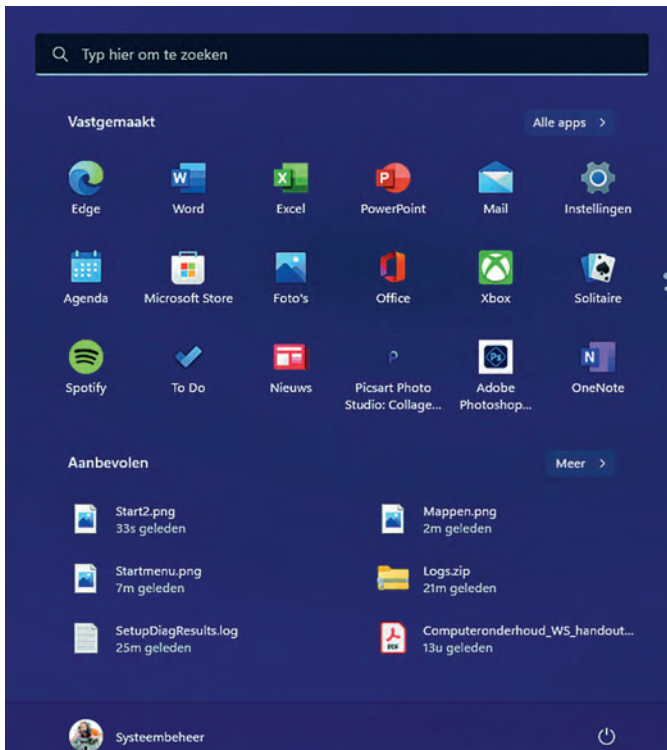 Typ hier om te zoeken
Vastgemaakt
Alle apps
Edge
Word
Excel
PowerPoint
Mail
Instellingen
Agenda
Microsoft Store
Foto's
Office
Xbox
Solitaire
Spotify
To Do
Nieuws
Picsart Photo
Studio: Collage...
Adobe
Photoshop...
OneNote
Aanbevolen
Meer
Start2.png
33s geleden
Mappen.png
2m geleden
Startmenu.png
7m geleden
Logs.zip
21m geleden
SetupDiagResults.log
25m geleden
Computeronderhoud_WS_handout...
13u geleden
Systeembeheer